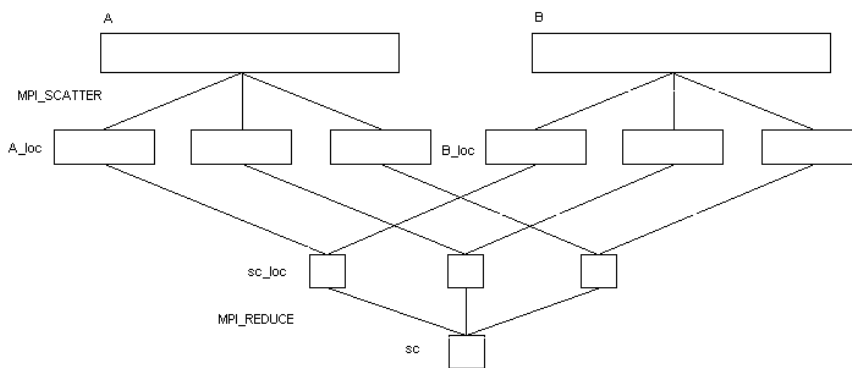 A
B
MPI_SCATTER
A_loc
B_loc
sc_loc
MPI_REDUCE
sc